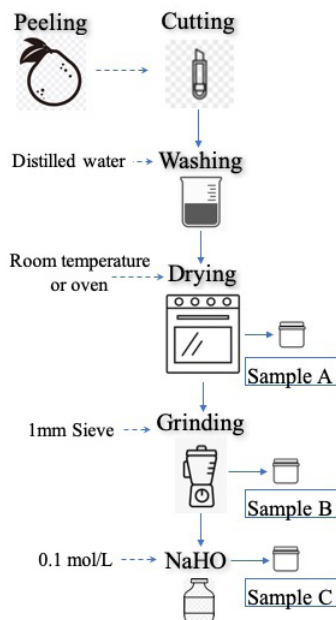 Peeling
Cutting
Distilled water
Washing
Room temperature
or oven
Drying
Sample A
Grinding
1mm Sieve
Sample B
0.1 mol/L
NaHO
Sample C